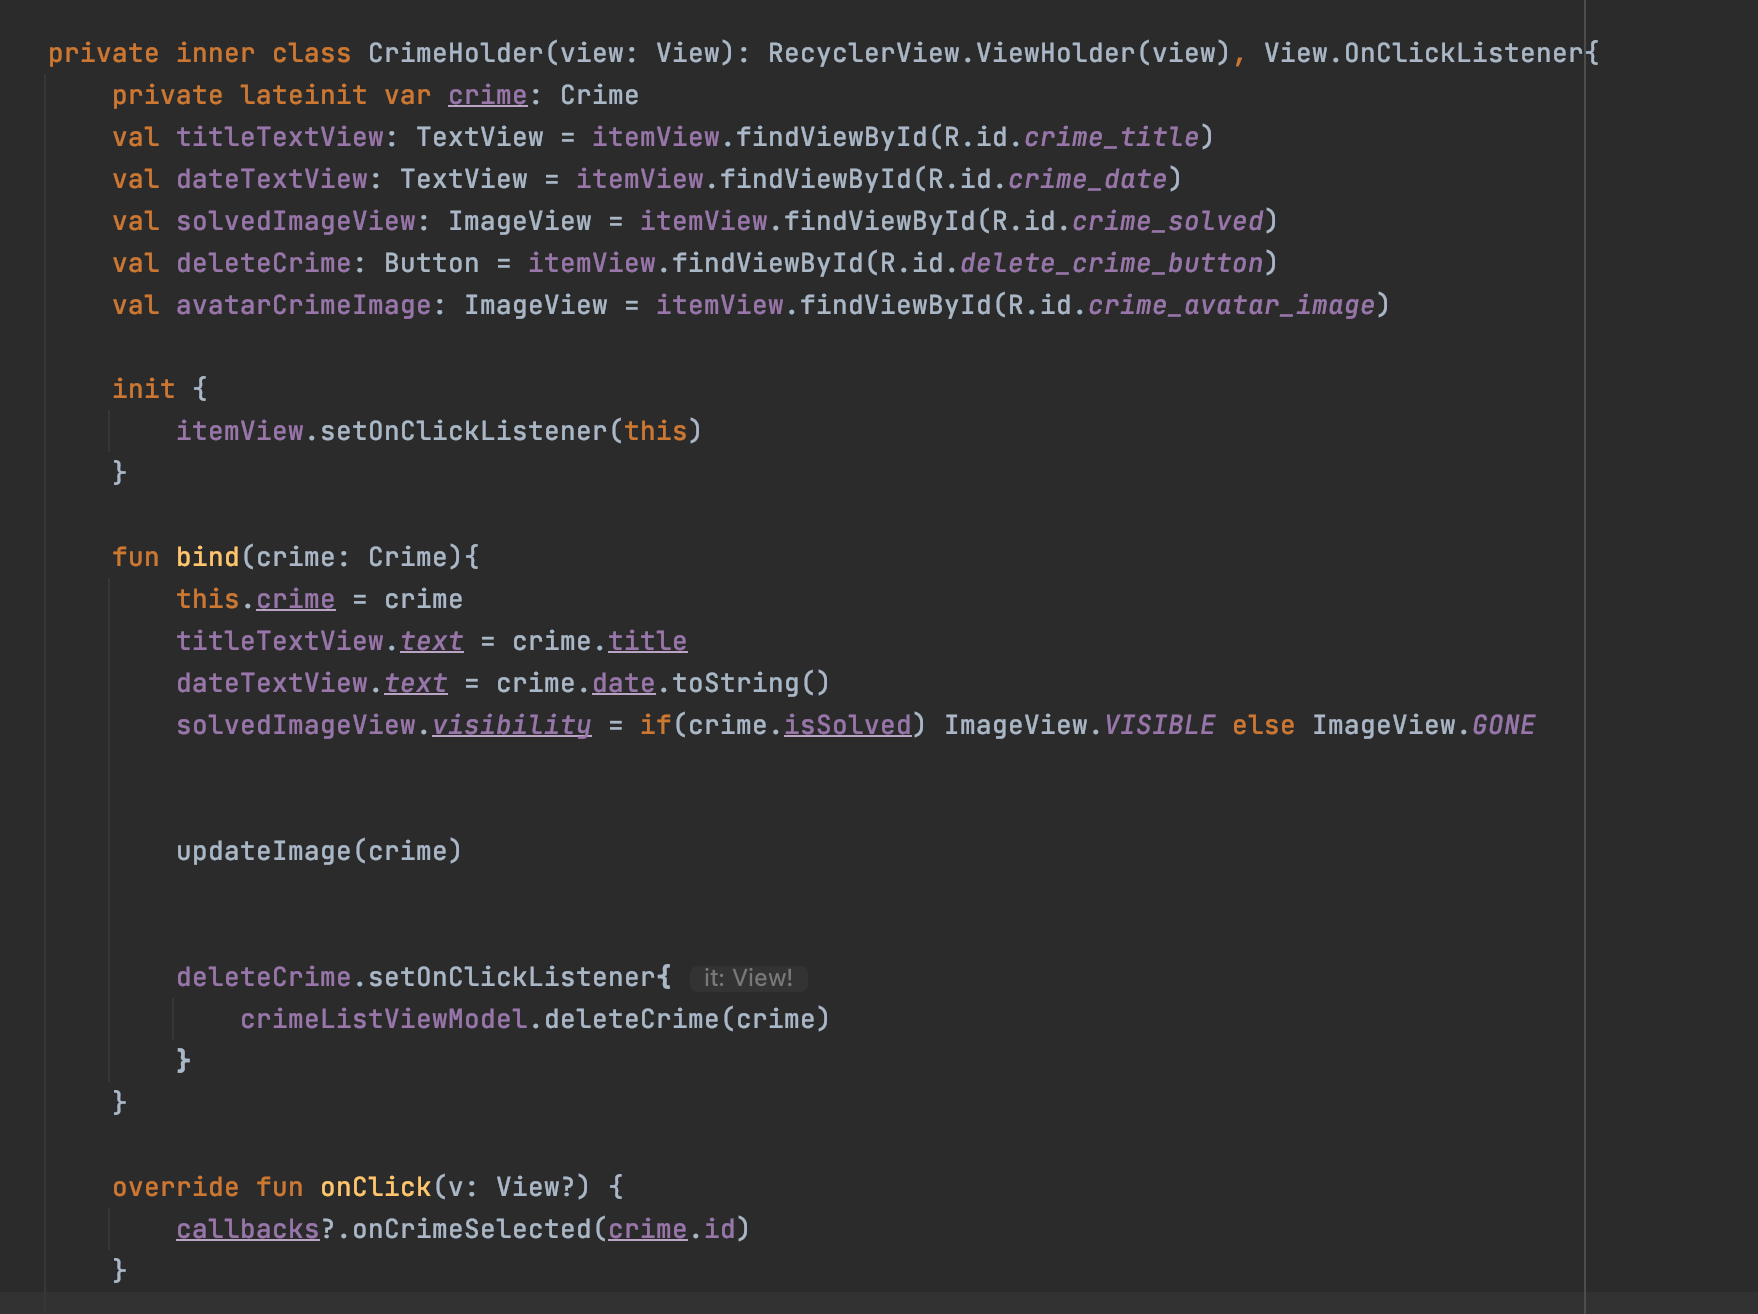 private inner class CrimeHolder(view: View): RecyclerView.ViewHolder(view), View.OnClickListener{
    private lateinit var crime: Crime
    val titleTextView: TextView = itemView.findViewById(R.id.crime_title)
    val dateTextView: TextView = itemView.findViewById(R.id.crime_date)
    val solvedImageView: ImageView = itemView.findViewById(R.id.crime_solved)
    val deleteCrime: Button = itemView.findViewById(R.id.delete_crime_button)
    val avatarCrimeImage: ImageView = itemView.findViewById(R.id.crime_avatar_image)

    init {
        itemView.setOnClickListener(this)
    }

    fun bind(crime: Crime){
        this.crime = crime
        titleTextView.text = crime.title
        dateTextView.text = crime.date.toString()
        solvedImageView.visibility = if(crime.isSolved) ImageView.VISIBLE else ImageView.GONE


        updateImage(crime)


        deleteCrime.setOnClickListener{ it: View!
            crimeListViewModel.deleteCrime(crime)
        }
    }

    override fun onClick(v: View?) {
        callbacks?.onCrimeSelected(crime.id)
    }